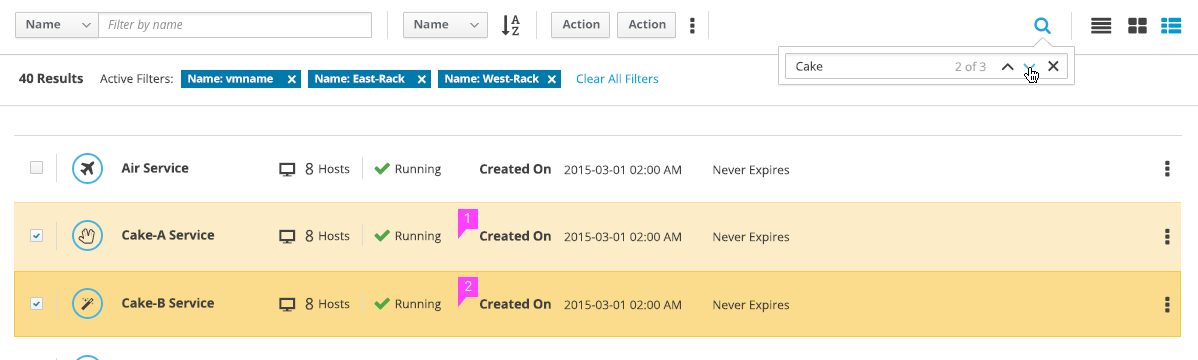 Name Filter by name Name A Z Action Action
Cake 2 of 3
40 Results Active Filters: Name: vmname × Name: East-Rack × Name: West-Rack × Clear All Filters
Air Service 8 Hosts Running Created On 2015-03-01 02:00 AM Never Expires
1
Cake-A Service 8 Hosts Running Created On 2015-03-01 02:00 AM Never Expires
2
Cake-B Service 8 Hosts Running Created On 2015-03-01 02:00 AM Never Expires